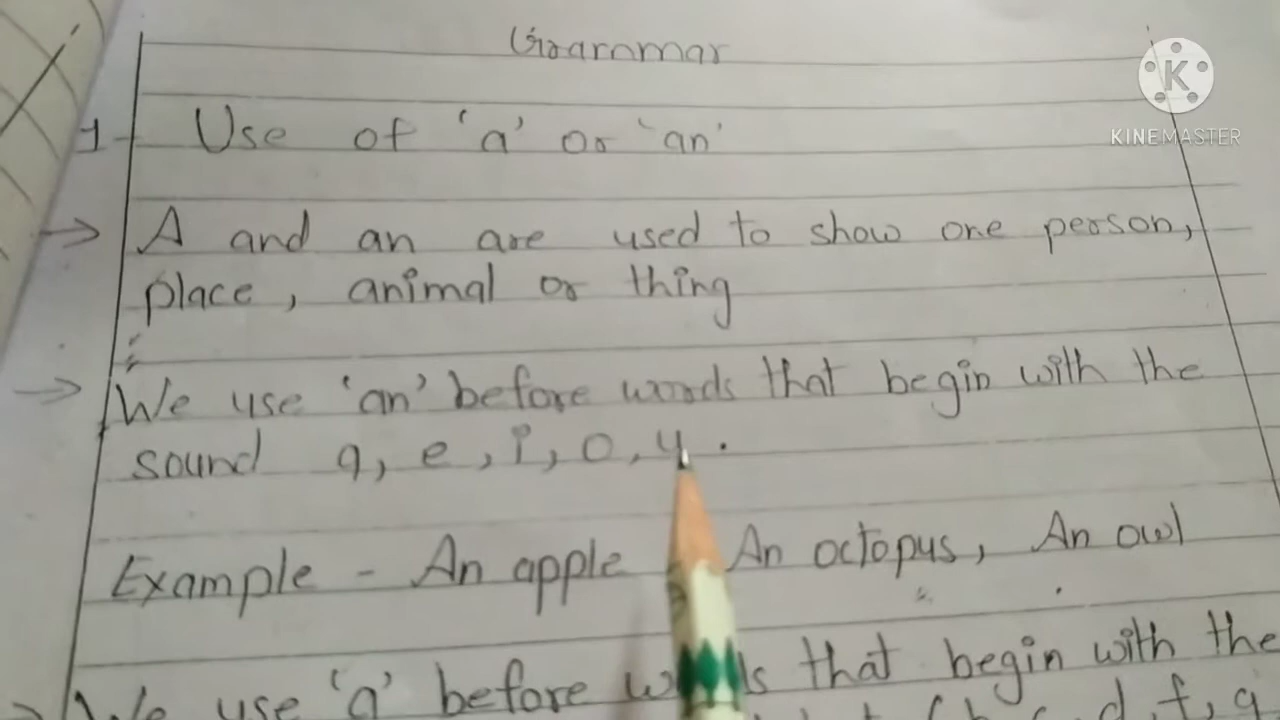 Grammar
K
KINEMASTER
1 Use of 'a' or 'an'
→ A and an are used to show one person,
place, animal or thing
→ We use 'an' before words that begin with the
sound a, e, i, o, u.
Example - An apple An octopus, An owl
→ We use 'a' before that begin with the